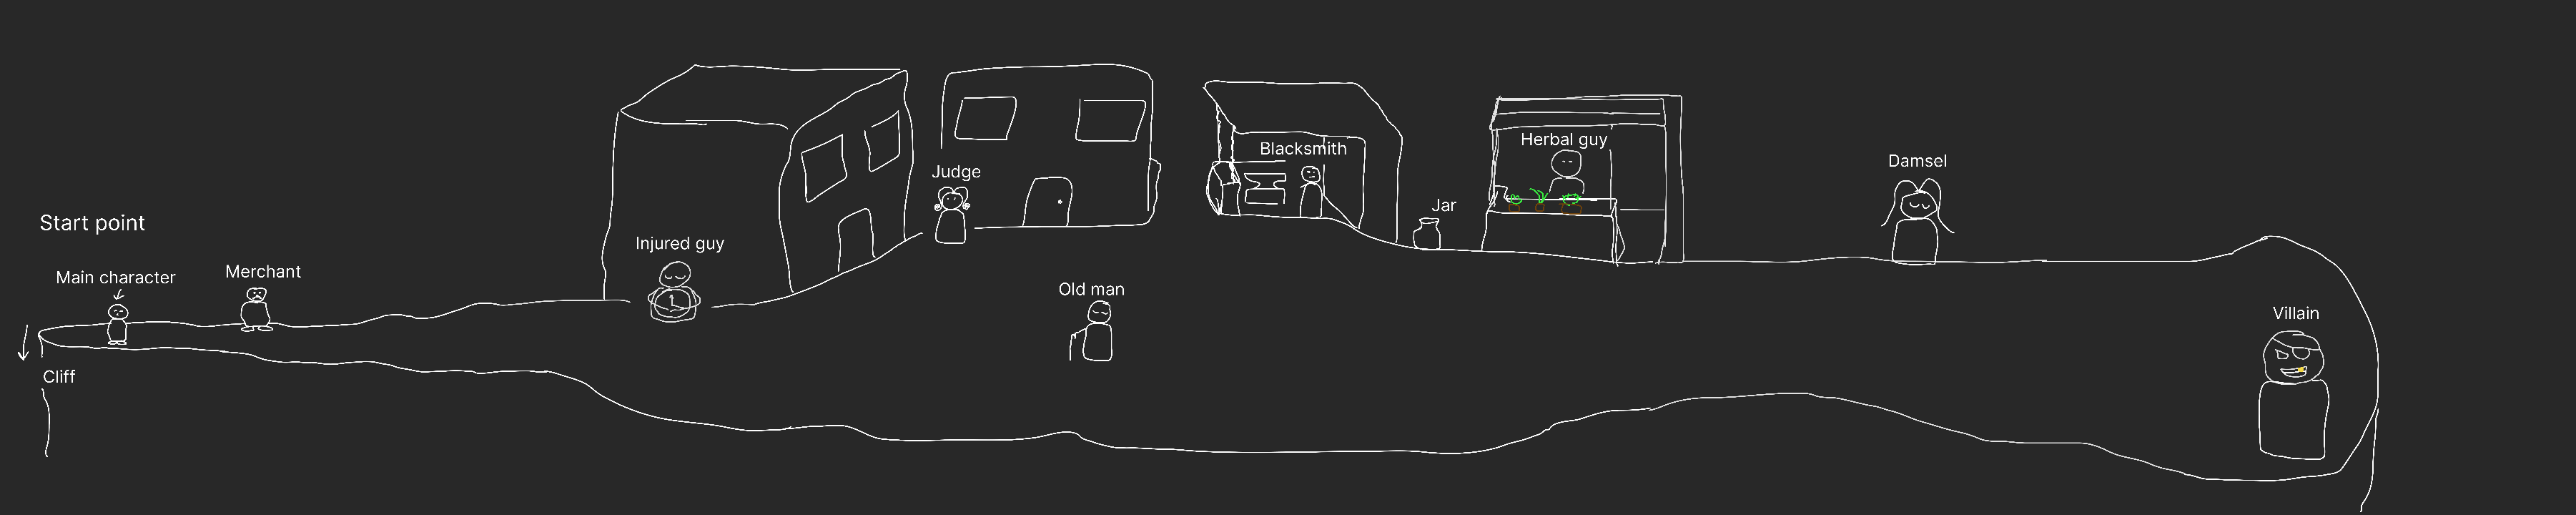 Start point
Main character
Merchant
Cliff
Injured guy
Judge
Old man
Blacksmith
Jar
Herbal guy
Damsel
Villain